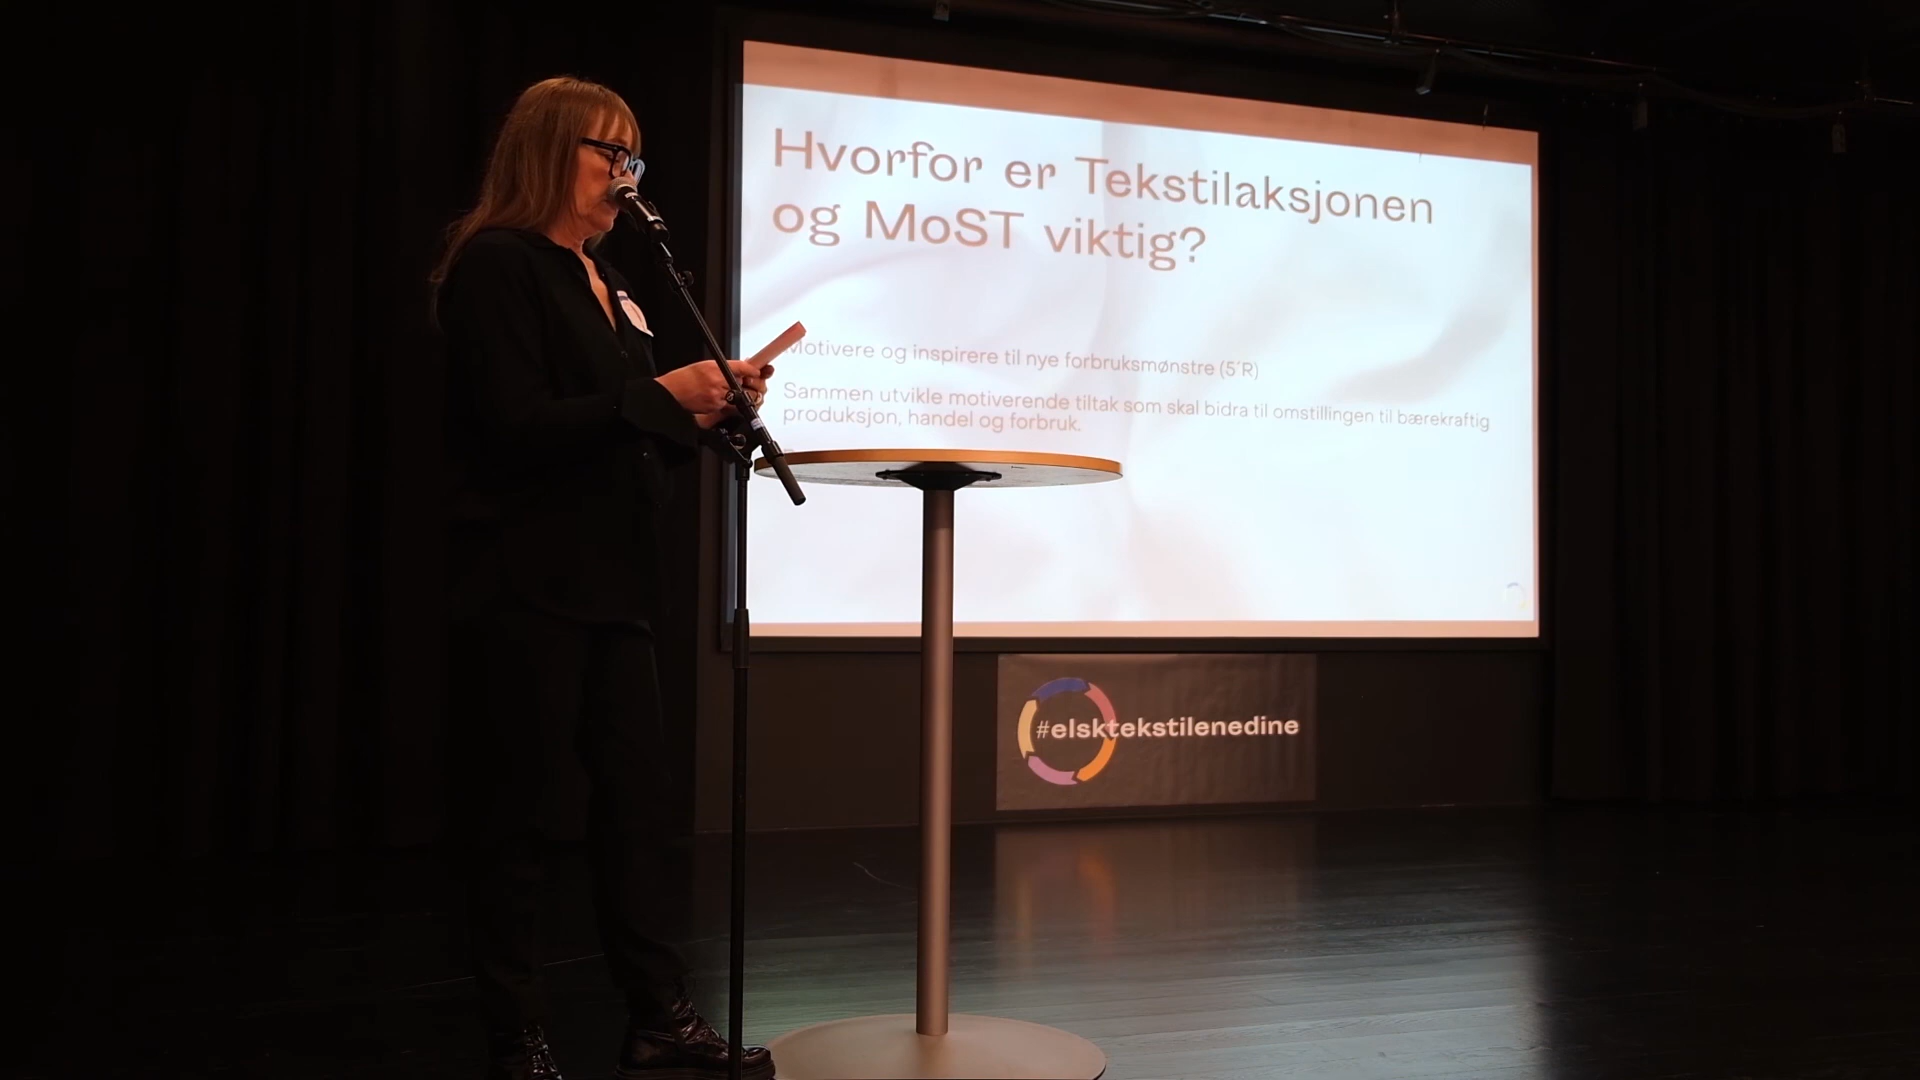 Hvorfor er Tekstilaksjonen
og MoST viktig?
Motivere og inspirere til nye forbruksmønstre (5´R)
Sammen utvikle motiverende tiltak som skal bidra til omstillingen til bærekraftig
produksjon, handel og forbruk.
#elsktekstilenedine